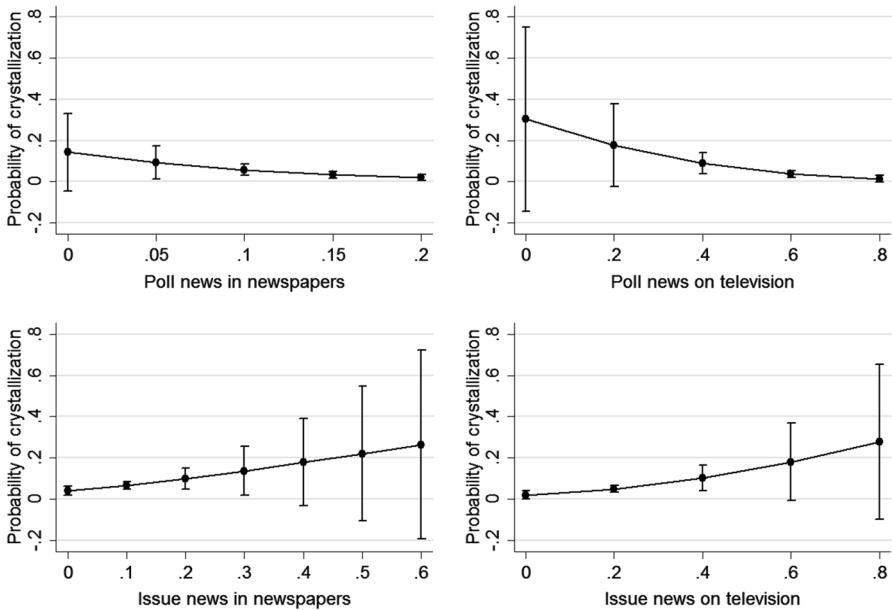 Probability of crystallization
-.2 0 .2 .4 .6 .8
0 .05 .1 .15 .2
Poll news in newspapers
Probability of crystallization
-.2 0 .2 .4 .6 .8
0 .2 .4 .6 .8
Poll news on television
Probability of crystallization
-.2 0 .2 .4 .6 .8
0 .1 .2 .3 .4 .5 .6
Issue news in newspapers
Probability of crystallization
-.2 0 .2 .4 .6 .8
0 .2 .4 .6 .8
Issue news on television